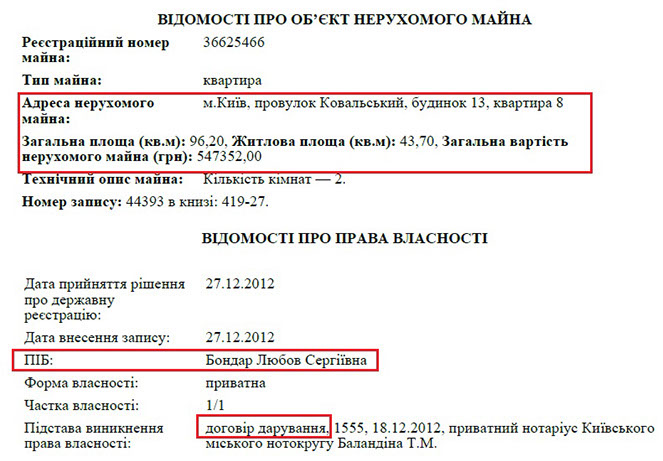 ВІДОМОСТІ ПРО ОБ’ЄКТ НЕРУХОМОГО МАЙНА
Реєстраційний номер майна: 36625466
Тип майна: квартира
Адреса нерухомого майна: м.Київ, провулок Ковальський, будинок 13, квартира 8
Загальна площа (кв.м): 96,20, Житлова площа (кв.м): 43,70, Загальна вартість
нерухомого майна (грн): 547352,00
Технічний опис майна: Кількість кімнат — 2.
Номер запису: 44393 в книзі: 419-27.
ВІДОМОСТІ ПРО ПРАВА ВЛАСНОСТІ
Дата прийняття рішення про державну реєстрацію: 27.12.2012
Дата внесення запису: 27.12.2012
ПІБ: Бондар Любов Сергіївна
Форма власності: приватна
Частка власності: 1/1
Підстава виникнення права власності: договір дарування, 1555, 18.12.2012, приватний нотаріус Київського
міського нотокругу Баландіна Т.М.